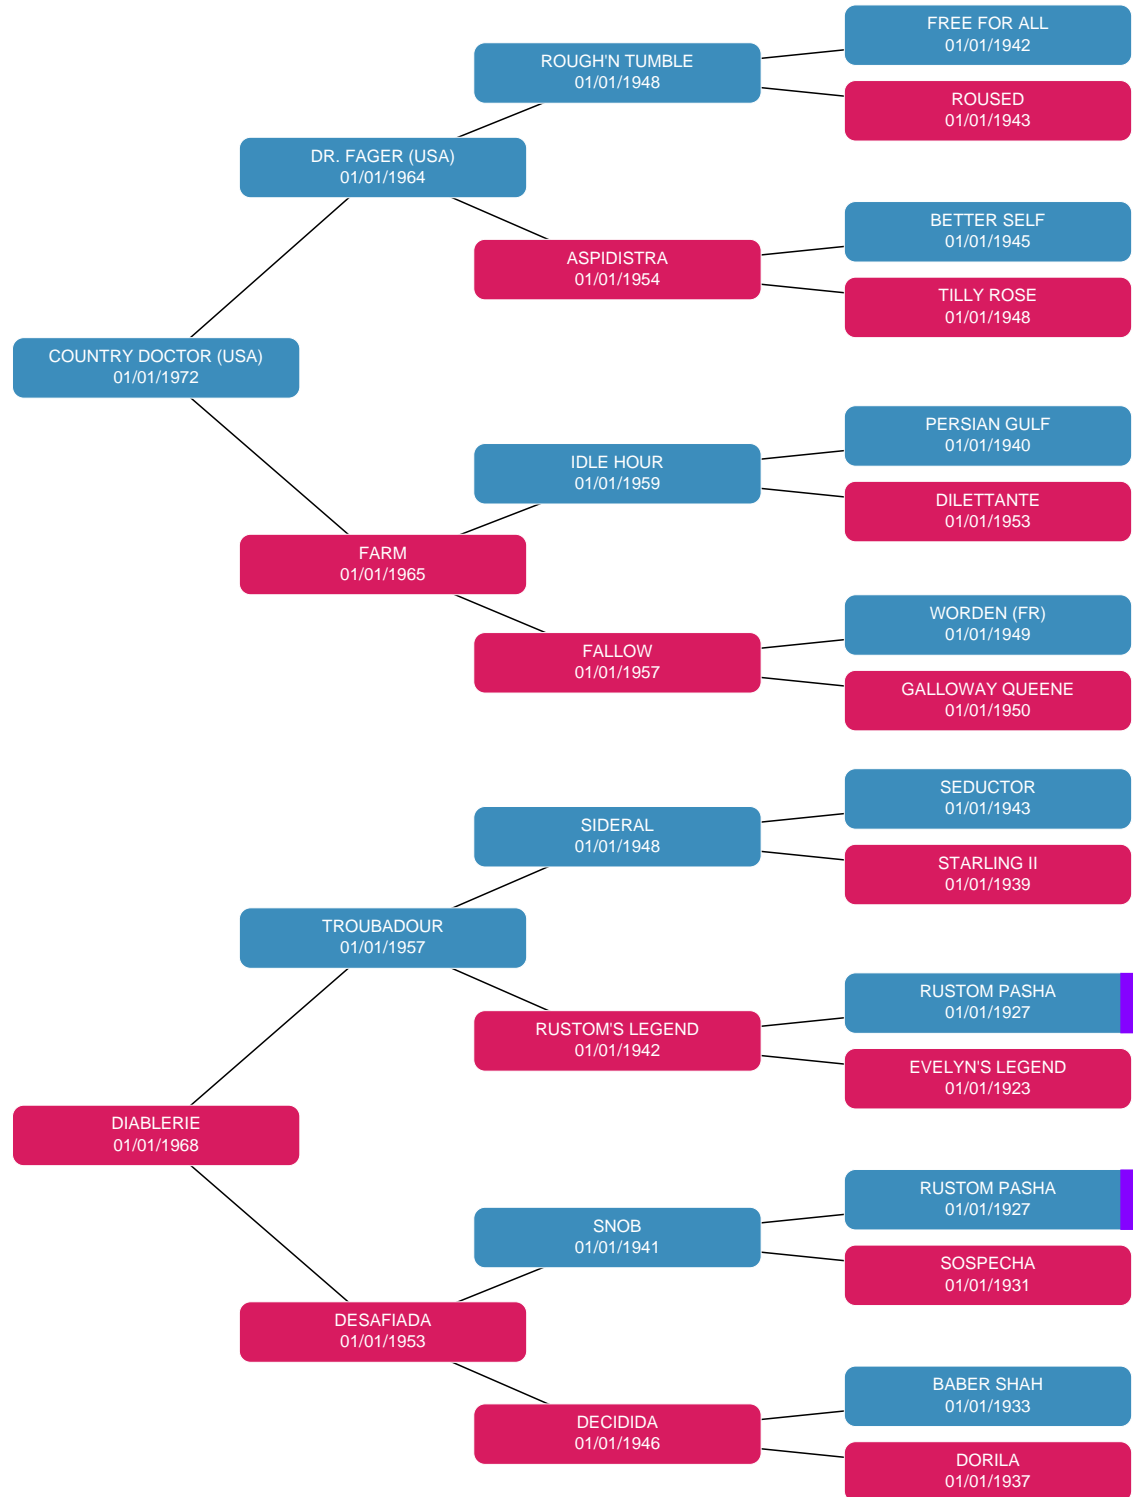 FREE FOR ALL
01/01/1942
ROUGH'N TUMBLE
01/01/1948
ROUSED
01/01/1943
DR. FAGER (USA)
01/01/1964
BETTER SELF
01/01/1945
ASPIDISTRA
01/01/1954
TILLY ROSE
01/01/1948
COUNTRY DOCTOR (USA)
01/01/1972
PERSIAN GULF
01/01/1940
IDLE HOUR
01/01/1959
DILETTANTE
01/01/1953
FARM
01/01/1965
WORDEN (FR)
01/01/1949
FALLOW
01/01/1957
GALLOWAY QUEENE
01/01/1950
SEDUCTOR
01/01/1943
SIDERAL
01/01/1948
STARLING II
01/01/1939
TROUBADOUR
01/01/1957
RUSTOM PASHA
01/01/1927
RUSTOM'S LEGEND
01/01/1942
EVELYN'S LEGEND
01/01/1923
DIABLERIE
01/01/1968
RUSTOM PASHA
01/01/1927
SNOB
01/01/1941
SOSPECHA
01/01/1931
DESAFIADA
01/01/1953
BABER SHAH
01/01/1933
DECIDIDA
01/01/1946
DORILA
01/01/1937